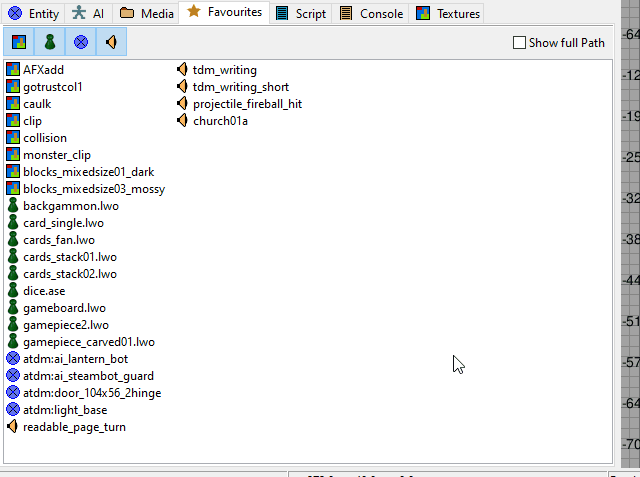 Entity AI Media Favourites Script Console Textures
Show full Path
AFXadd
gotrustcol1
caulk
clip
collision
monster_clip
blocks_mixedsize01_dark
blocks_mixedsize03_mossy
backgammon.lwo
card_single.lwo
cards_fan.lwo
cards_stack01.lwo
cards_stack02.lwo
dice.ase
gameboard.lwo
gamepiece2.lwo
gamepiece_carved01.lwo
atdm:ai_lantern_bot
atdm:ai_steambot_guard
atdm:door_104x56_2hinge
atdm:light_base
readable_page_turn
tdm_writing
tdm_writing_short
projectile_fireball_hit
church01a
-64
-12
-19
-25
-32
-38
-44
-51
-57
-64
-70